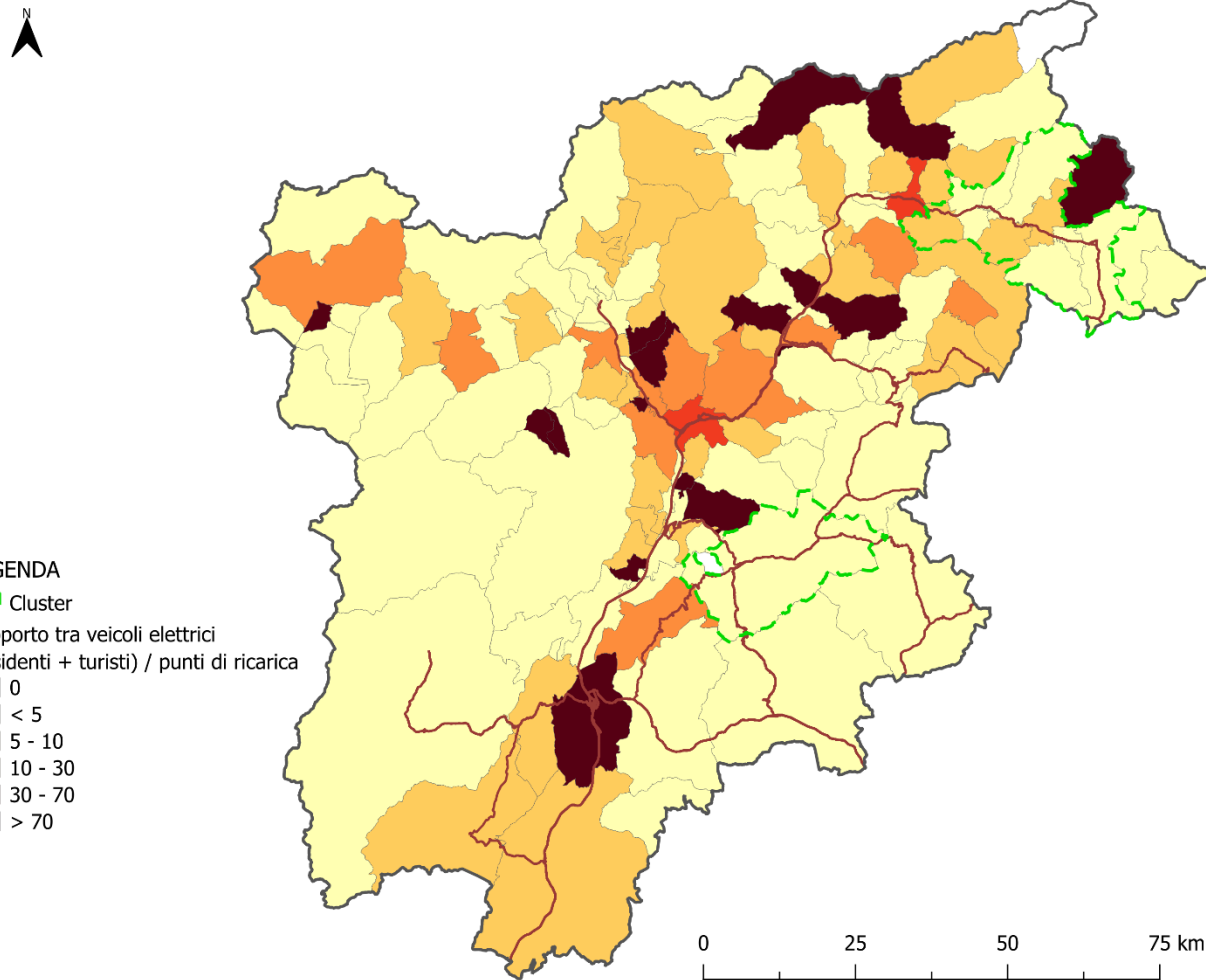 N
GENDA
Cluster
porto tra veicoli elettrici
sidenti + turisti) / punti di ricarica
0
< 5
5 - 10
10 - 30
30 - 70
> 70
0 25 50 75 km